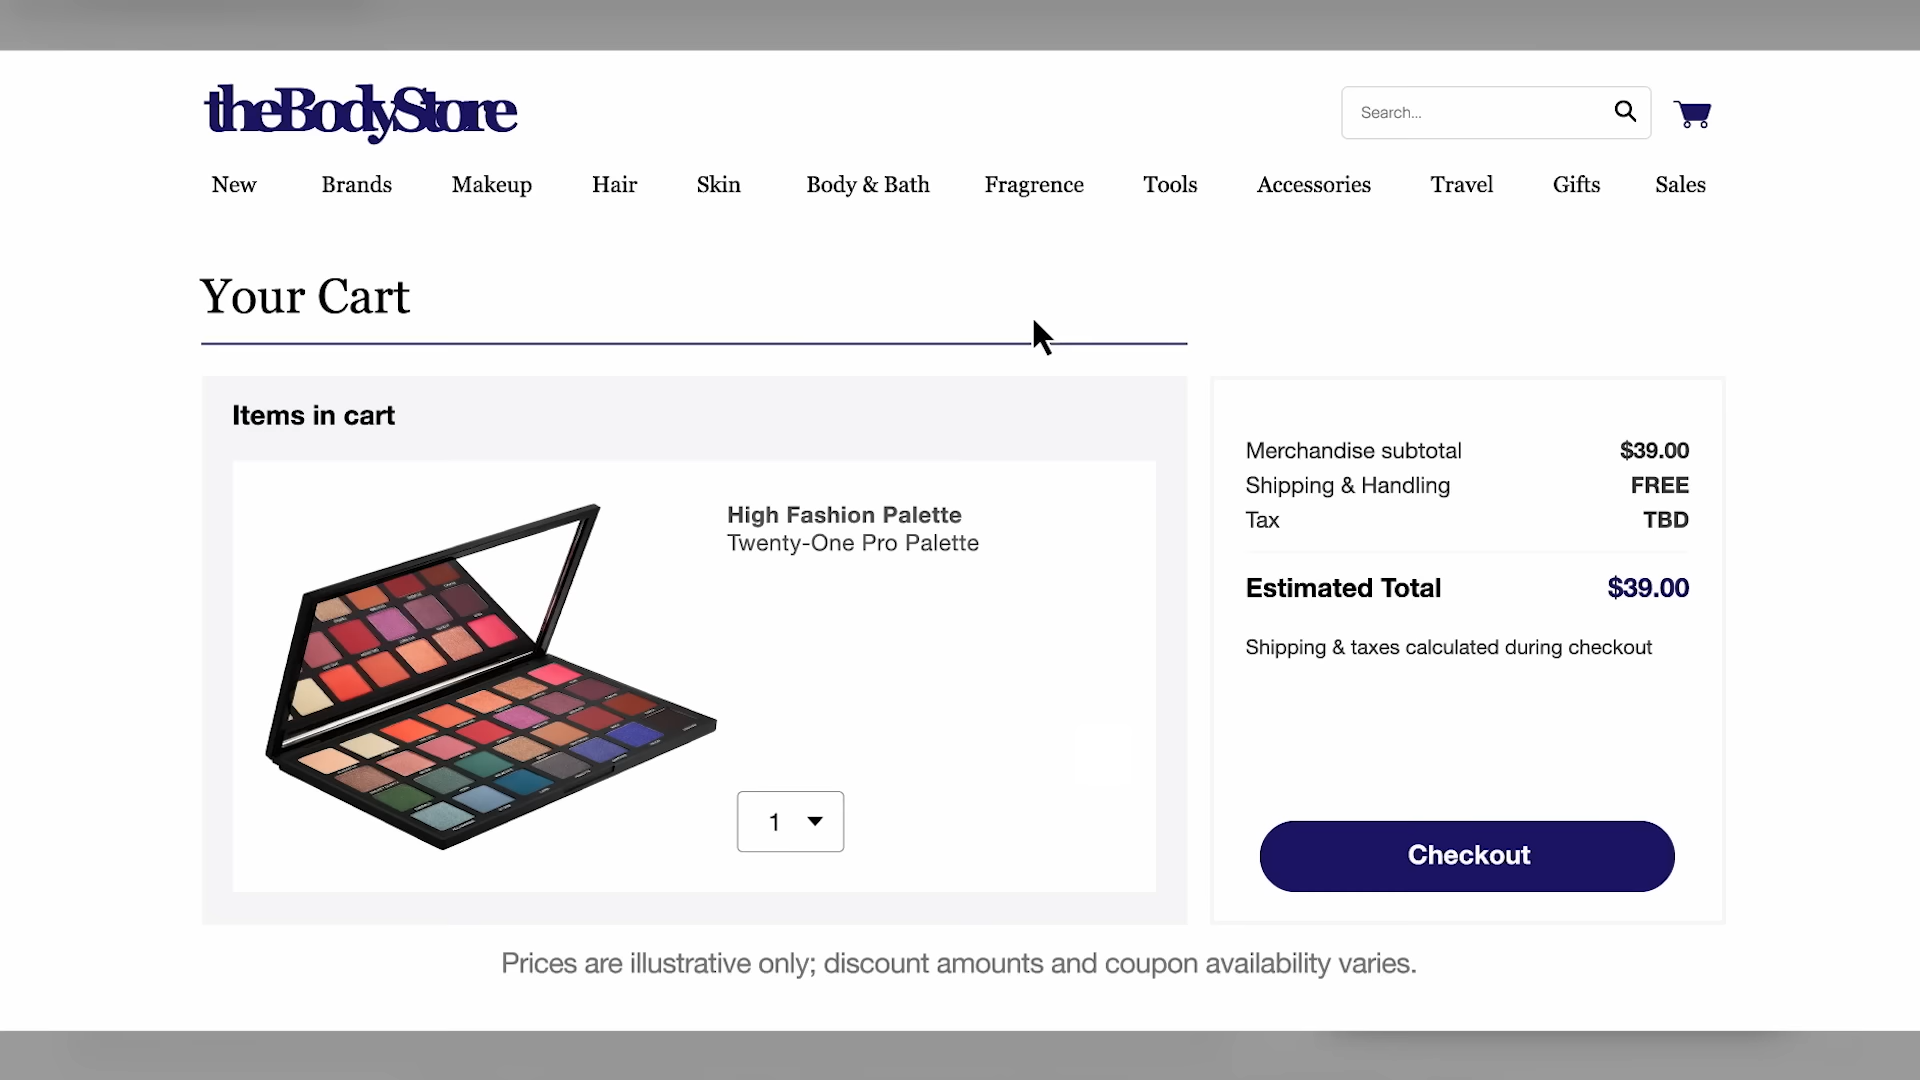 theBodyStore
Search...
New Brands Makeup Hair Skin Body & Bath Fragrence Tools Accessories Travel Gifts Sales
Your Cart
Items in cart
High Fashion Palette
Twenty-One Pro Palette
1
Merchandise subtotal $39.00
Shipping & Handling FREE
Tax TBD
Estimated Total $39.00
Shipping & taxes calculated during checkout
Checkout
Prices are illustrative only; discount amounts and coupon availability varies.